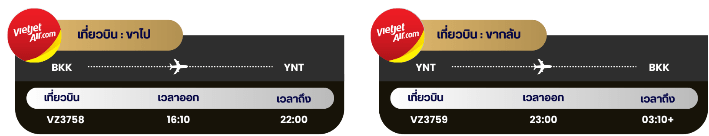 vietjet Air.com
เที่ยวบิน : ขาไป
BKK YNT
เที่ยวบิน เวลาออก เวลาถึง
VZ3758 16:10 22:00
vietjet Air.com
เที่ยวบิน : ขากลับ
YNT BKK
เที่ยวบิน เวลาออก เวลาถึง
VZ3759 23:00 03:10+